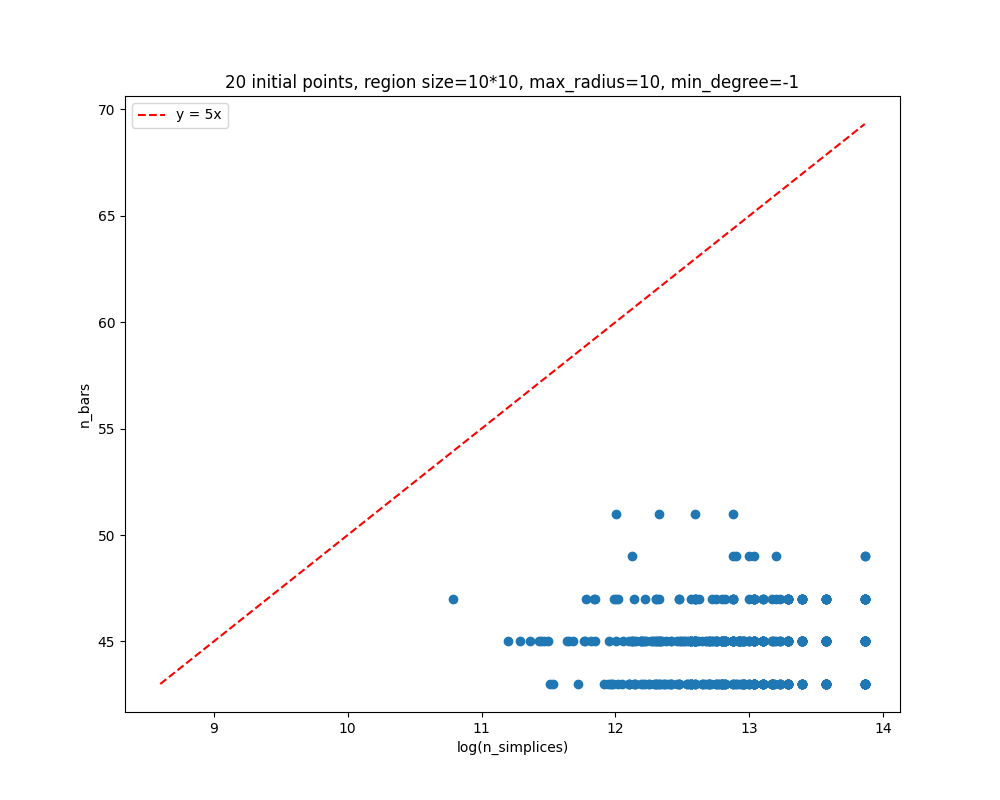 20 initial points, region size=10*10, max_radius=10, min_degree=-1
y = 5x
70
65
60
55
50
45
n_bars
9 10 11 12 13 14
log(n_simplices)